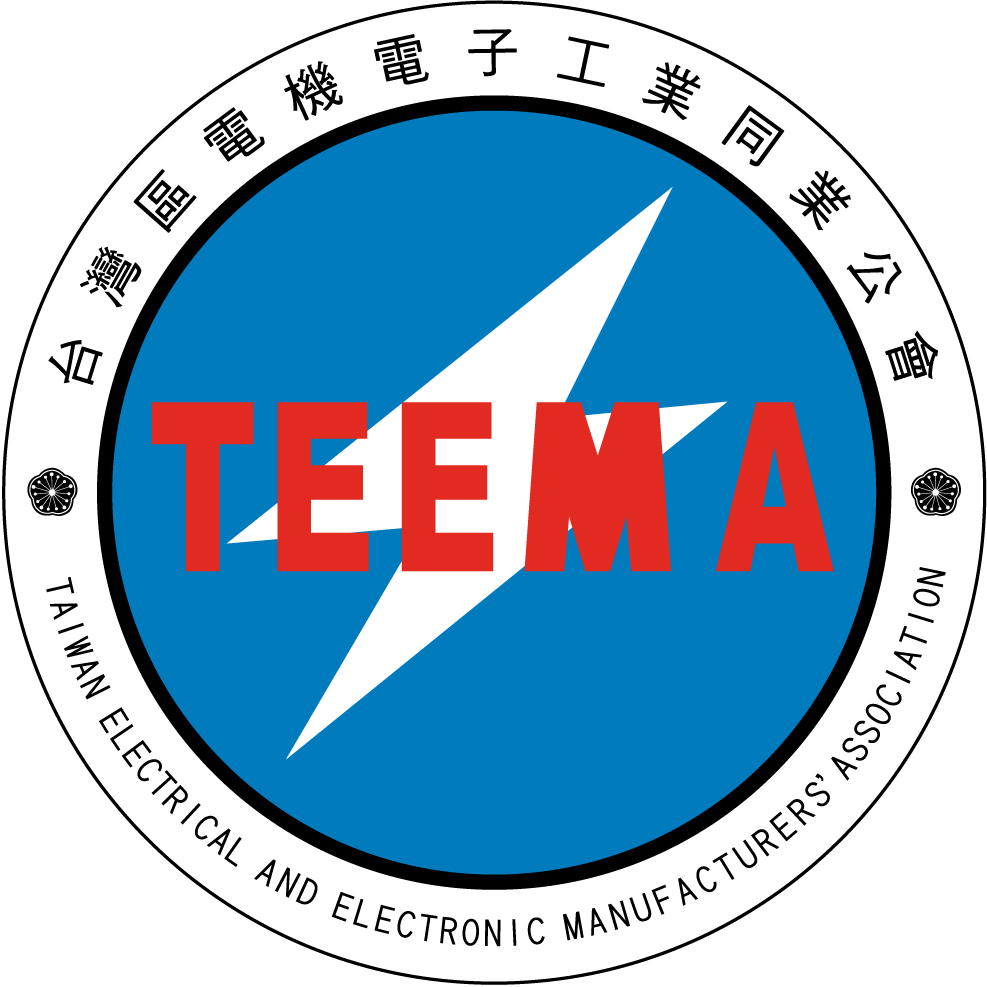 台灣區電機電子工業同業公會
TEEMA
TAIWAN ELECTRICAL AND ELECTRONIC MANUFACTURERS' ASSOCIATION